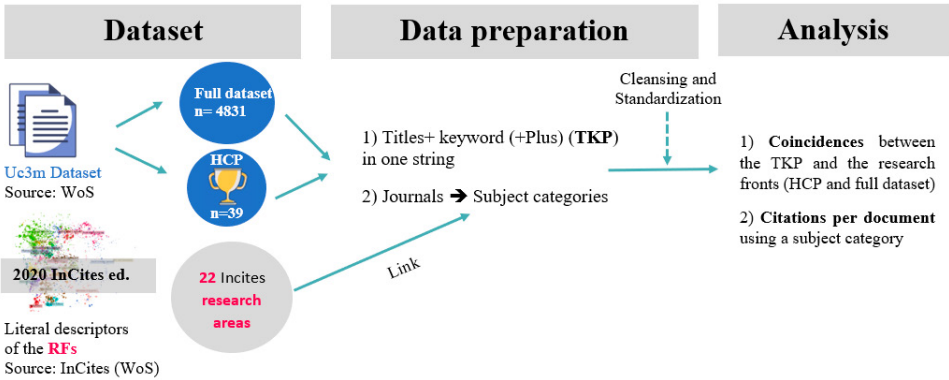 Dataset
Data preparation
Analysis
Full dataset
n= 4831
HCP
n=39
Uc3m Dataset
Source: WoS
2020 InCites ed.
Literal descriptors
of the RFs
Source: InCites (WoS)
22 Incites
research
areas
1) Titles+ keyword (+Plus) (TKP)
in one string
2) Journals ➔ Subject categories
Link
Cleansing and
Standardization
1) Coincidences between
the TKP and the research
fronts (HCP and full dataset)
2) Citations per document
using a subject category